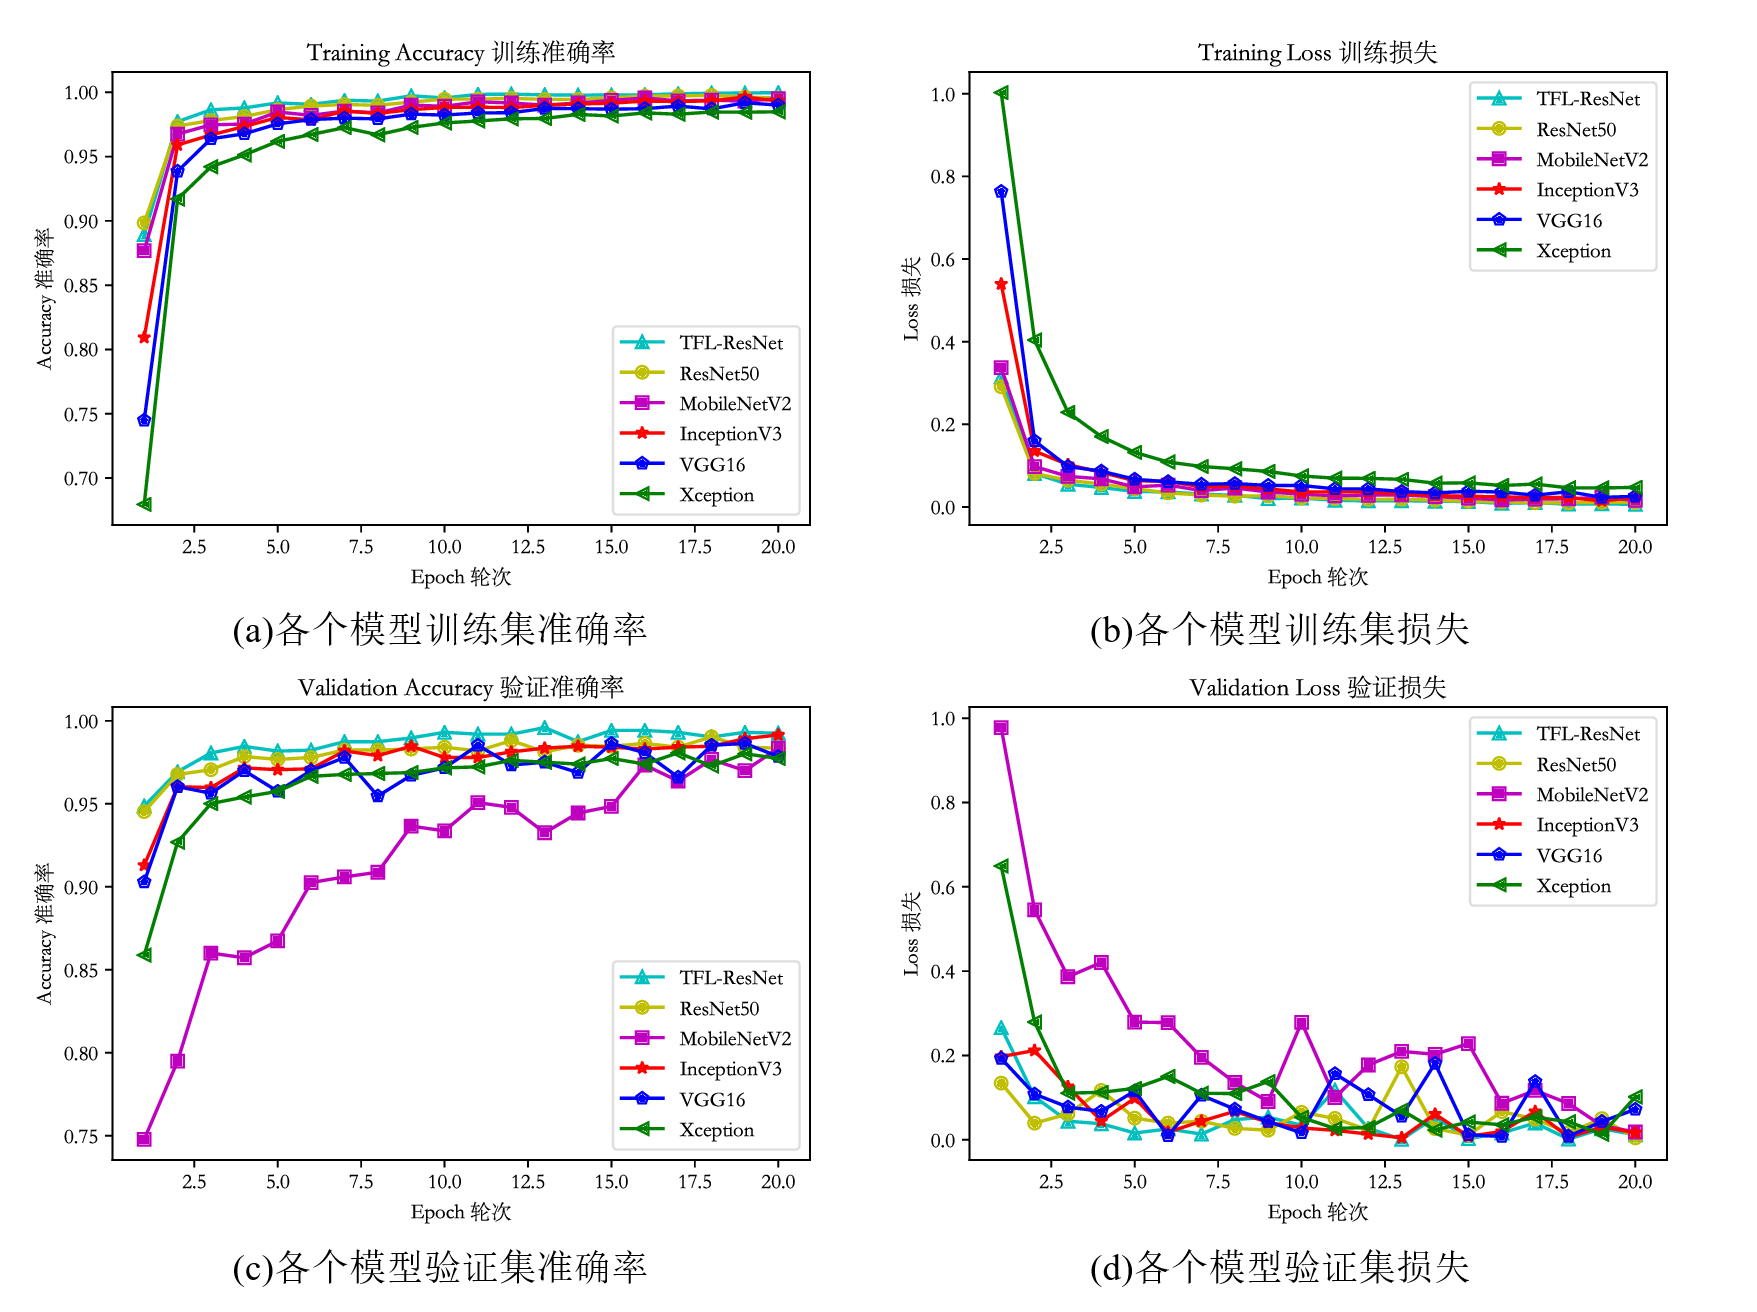 Training Accuracy 训练准确率
1.00
0.95
0.90
0.85
0.80
0.75
0.70
Accuracy 准确率
TFL-ResNet
ResNet50
MobileNetV2
InceptionV3
VGG16
Xception
2.5 5.0 7.5 10.0 12.5 15.0 17.5 20.0
Epoch 轮次
(a)各个模型训练集准确率
Training Loss 训练损失
1.0
0.8
0.6
0.4
0.2
0.0
Loss 损失
TFL-ResNet
ResNet50
MobileNetV2
InceptionV3
VGG16
Xception
2.5 5.0 7.5 10.0 12.5 15.0 17.5 20.0
Epoch 轮次
(b)各个模型训练集损失
Validation Accuracy 验证准确率
1.00
0.95
0.90
0.85
0.80
0.75
Accuracy 准确率
TFL-ResNet
ResNet50
MobileNetV2
InceptionV3
VGG16
Xception
2.5 5.0 7.5 10.0 12.5 15.0 17.5 20.0
Epoch 轮次
(c)各个模型验证集准确率
Validation Loss 验证损失
1.0
0.8
0.6
0.4
0.2
0.0
Loss 损失
TFL-ResNet
ResNet50
MobileNetV2
InceptionV3
VGG16
Xception
2.5 5.0 7.5 10.0 12.5 15.0 17.5 20.0
Epoch 轮次
(d)各个模型验证集损失